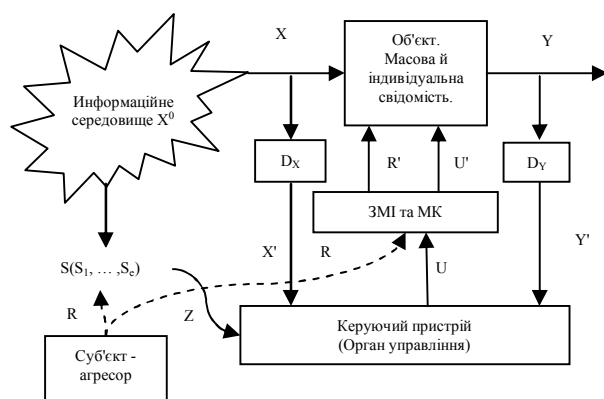 X
Об'єкт.
Масова й
індивідуальна
свідомість.
Y
Информаційне
середовище X⁰
D_X
R'
U'
D_Y
ЗМІ та МК
X'
R
Y'
S(S₁, … ,S_e)
U
R
Z
Керуючий пристрій
(Орган управління)
Суб'єкт -
агресор